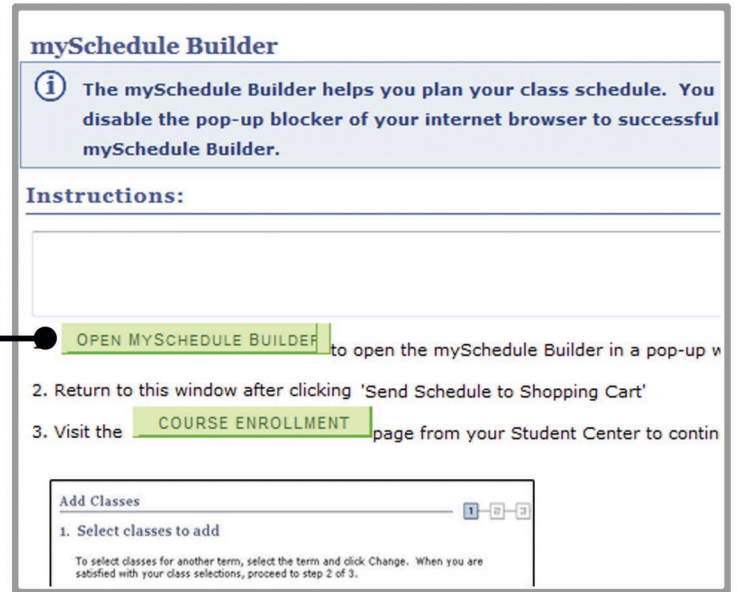 mySchedule Builder
i The mySchedule Builder helps you plan your class schedule. You
disable the pop-up blocker of your internet browser to successful
mySchedule Builder.
Instructions:
OPEN MYSCHEDULE BUILDER to open the mySchedule Builder in a pop-up w
2. Return to this window after clicking 'Send Schedule to Shopping Cart'
3. Visit the COURSE ENROLLMENT page from your Student Center to contin
Add Classes 1 2 3
1. Select classes to add
To select classes for another term, select the term and click Change. When you are
satisfied with your class selections, proceed to step 2 of 3.